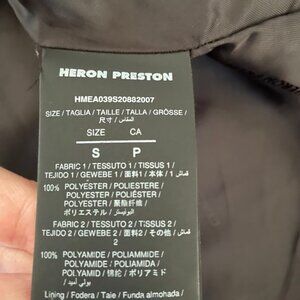 HERON PRESTON
HMEA039S20882007
SIZE / TAGLIA / TAILLE / TALLA / GRÖSSE /
尺寸 / المقاس /
SIZE CA
S P
FABRIC 1 / TESSUTO 1 / TISSUS 1 /
TEJIDO 1 / GEWEBE 1 / 面料1 / 本体 / قماش 1
100% POLYESTER / POLIESTERE /
POLYESTER / POLIÉSTER /
POLYESTER / 聚酯纤维 /
ポリエステル / البوليستر
FABRIC 2 / TESSUTO 2 / TISSUS 2 /
TEJIDO 2 / GEWEBE 2 / 面料2 / その他 / قماش
2
100% POLYAMIDE / POLIAMMIDE /
POLYAMIDE / POLIAMIDA /
POLYAMID / 锦纶 / ポリアミド /
Lining / Fodera / Taie / Funda almohada /